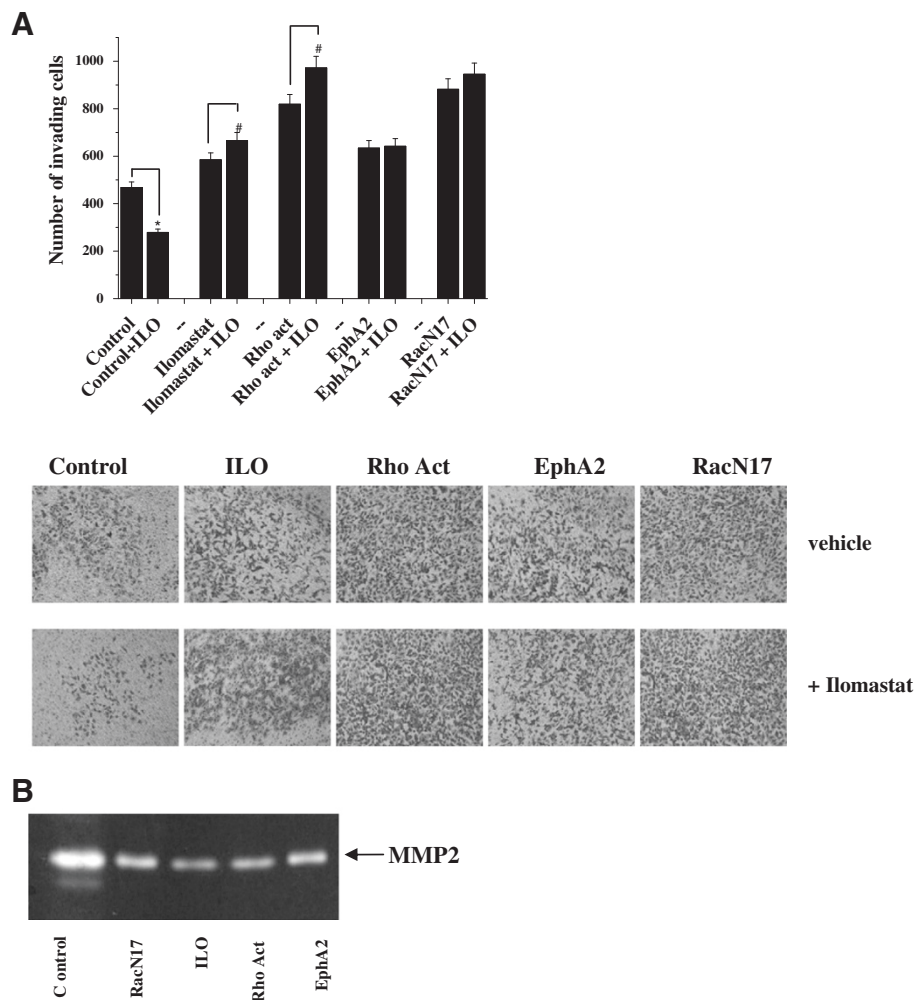 A
Number of invading cells
1000
800
600
400
200
0
*
#
#
Control
Control+ILO
--
Ilomastat
Ilomastat + ILO
--
Rho act
Rho act + ILO
--
EphA2
EphA2 + ILO
--
RacN17
RacN17 + ILO
Control ILO Rho Act EphA2 RacN17
vehicle
+ Ilomastat
B
MMP2
C ontrol
RacN17
ILO
Rho Act
EphA2